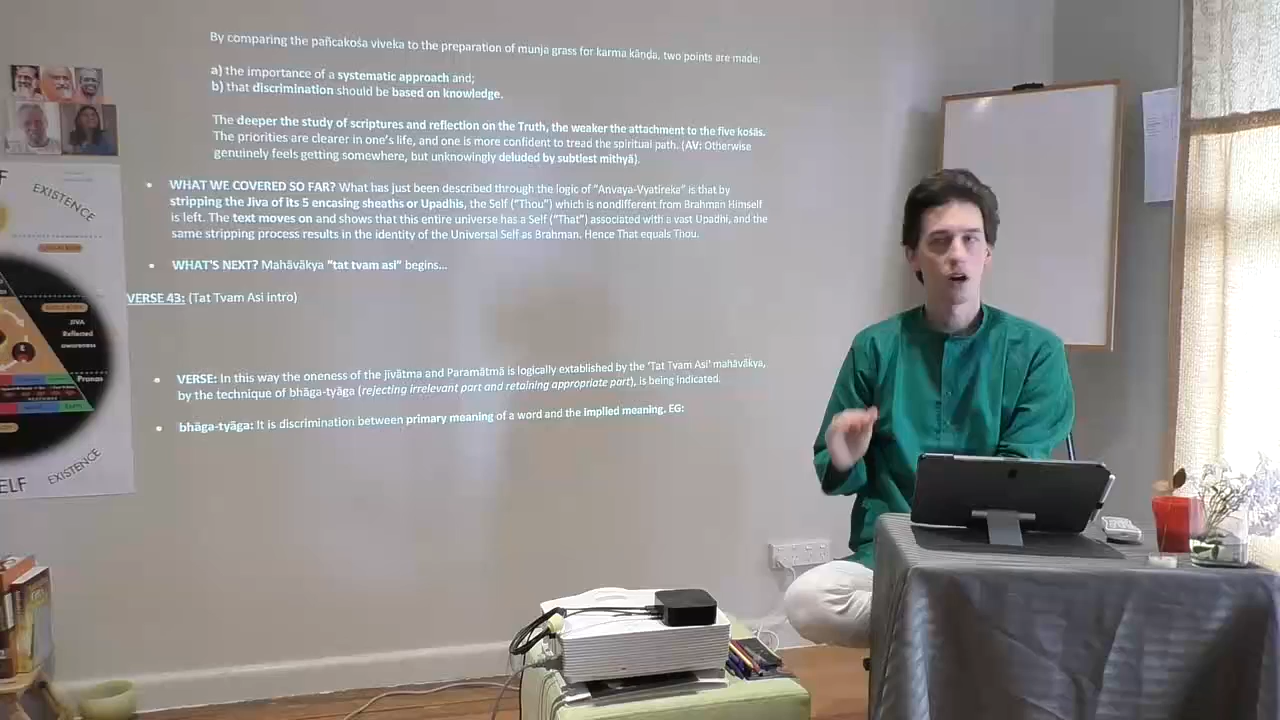 By comparing the pañcakośa viveka to the preparation of munja grass for karma kāṇḍa, two points are made;
a) the importance of a systematic approach and;
b) that discrimination should be based on knowledge.
The deeper the study of scriptures and reflection on the Truth, the weaker the attachment to the five kośās.
The priorities are clearer in one's life, and one is more confident to tread the spiritual path. (AV: Otherwise
genuinely feels getting somewhere, but unknowingly deluded by subtlest mithyā).
• WHAT WE COVERED SO FAR? What has just been described through the logic of "Anvaya-Vyatireka" is that by
stripping the Jiva of its 5 encasing sheaths or Upadhis, the Self ("Thou") which is nondifferent from Brahman Himself
is left. The text moves on and shows that this entire universe has a Self ("That") associated with a vast Upadhi, and the
same stripping process results in the identity of the Universal Self as Brahman. Hence That equals Thou.
• WHAT'S NEXT? Mahāvākya "tat tvam asi" begins...
VERSE 43: (Tat Tvam Asi intro)
• VERSE: In this way the oneness of the jīvātma and Paramātmā is logically extablished by the 'Tat Tvam Asi' mahāvākya,
by the technique of bhāga-tyāga (rejecting irrelevant part and retaining appropriate part), is being indicated.
• bhāga-tyāga: It is discrimination between primary meaning of a word and the implied meaning. EG:
EXISTENCE
JIVA
Reflected
Pranas
EARTH
EXISTENCE
ELF